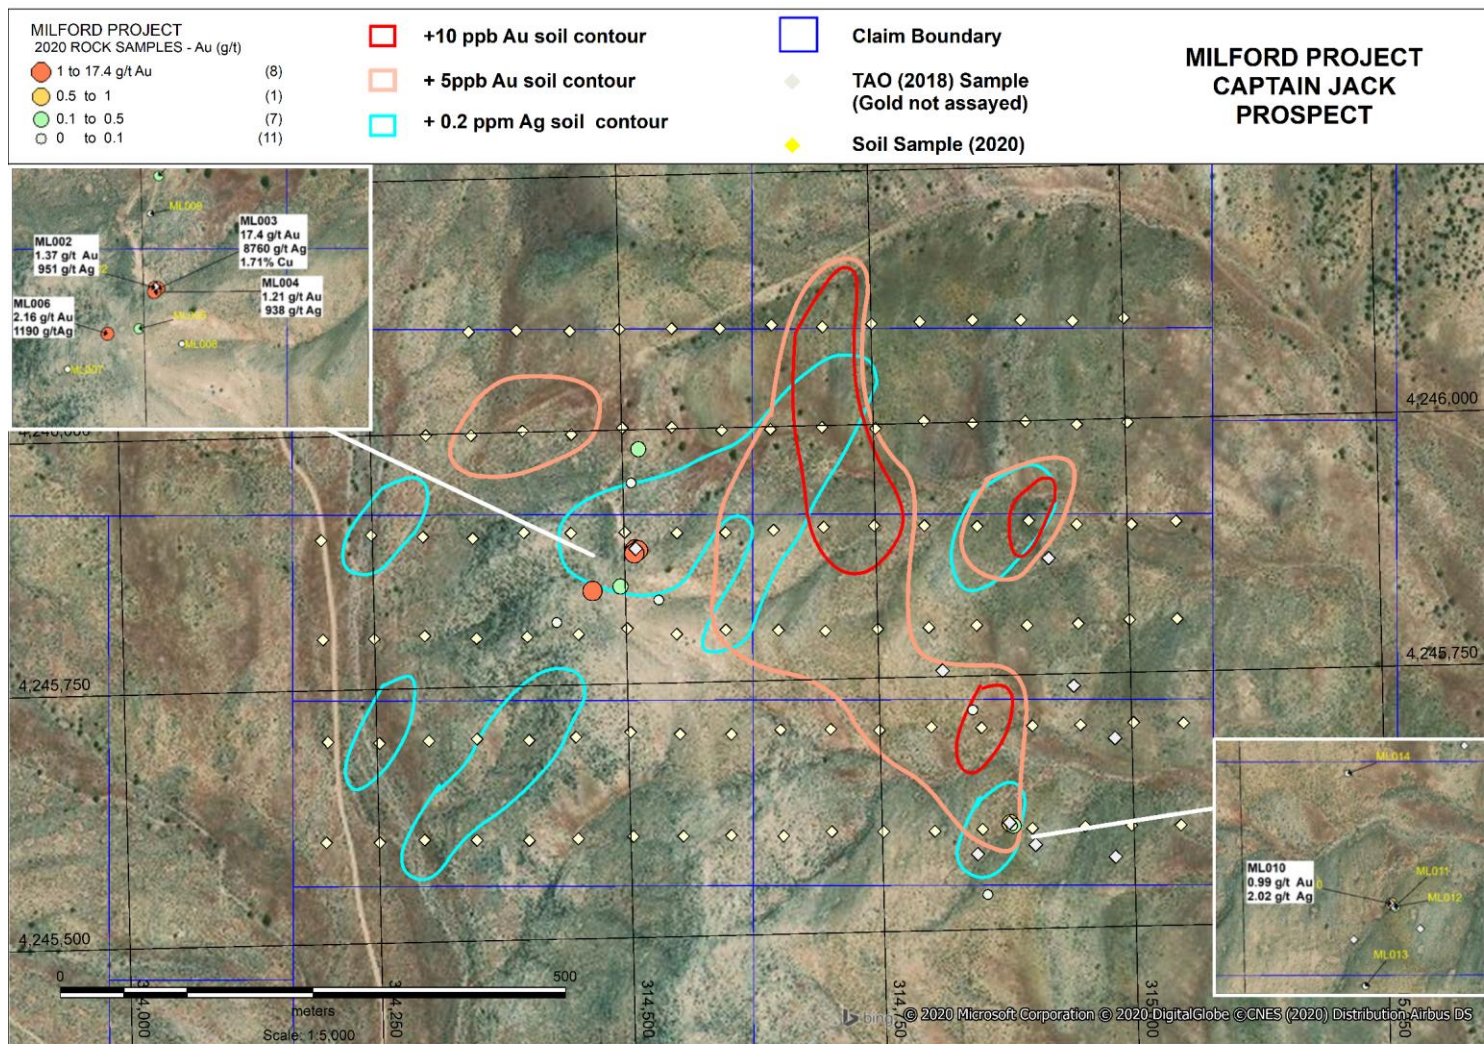 MILFORD PROJECT
2020 ROCK SAMPLES - Au (g/t)
1 to 17.4 g/t Au (8)
0.5 to 1 (1)
0.1 to 0.5 (7)
0 to 0.1 (11)
+10 ppb Au soil contour
+ 5ppb Au soil contour
+ 0.2 ppm Ag soil contour
Claim Boundary
TAO (2018) Sample
(Gold not assayed)
Soil Sample (2020)
MILFORD PROJECT
CAPTAIN JACK
PROSPECT
ML009
ML003
17.4 g/t Au
8760 g/t Ag
1.71% Cu
ML002
1.37 g/t Au
951 g/t Ag
ML004
1.21 g/t Au
938 g/t Ag
ML006
2.16 g/t Au
1190 g/tAg
ML008
ML007
4,246,000
4,245,750
4,245,750
ML014
ML010
0.99 g/t Au
2.02 g/t Ag
ML011
ML012
ML013
4,245,500
0
500
meters
Scale: 1:5,000
314,000
314,250
314,500
314,750
315,000
bing
© 2020 Microsoft Corporation © 2020 DigitalGlobe ©CNES (2020) Distribution Airbus DS